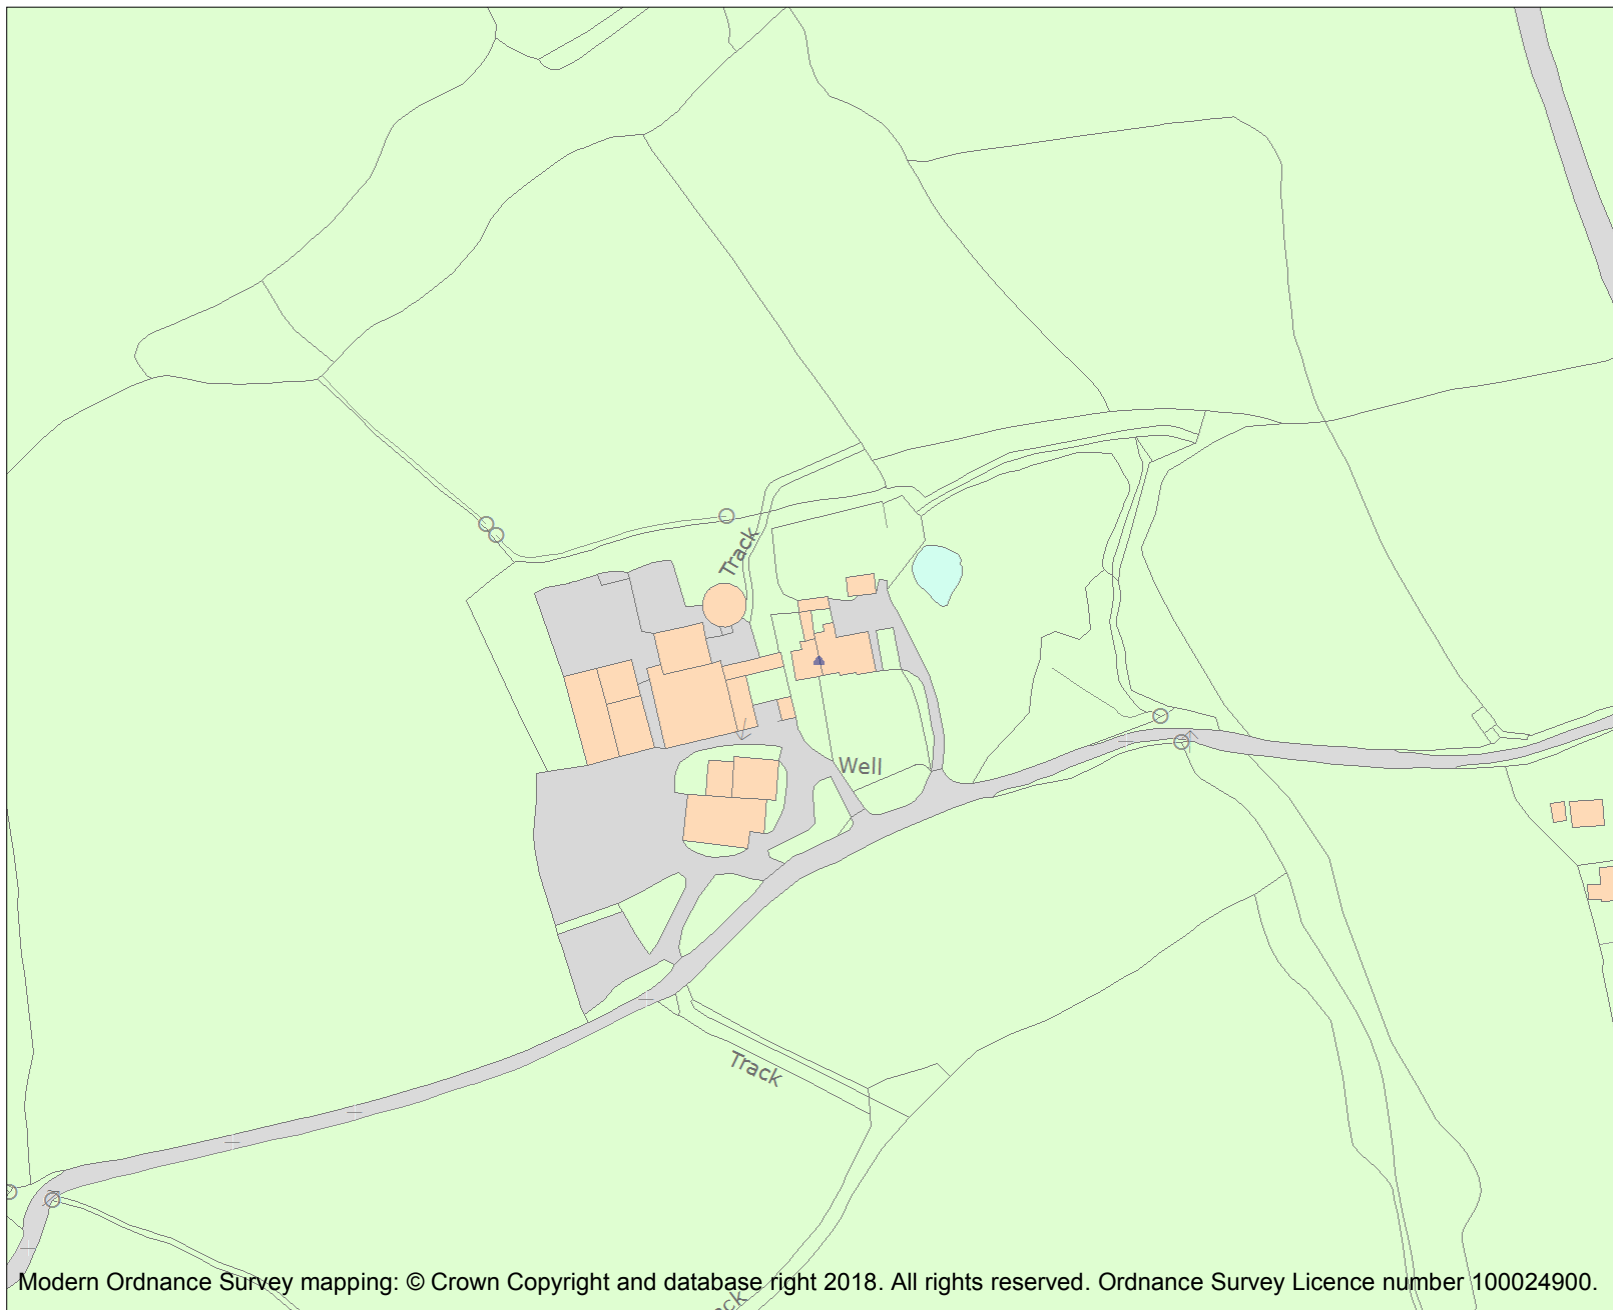 Track
Well
Track
Modern Ordnance Survey mapping: © Crown Copyright and database right 2018. All rights reserved. Ordnance Survey Licence number 100024900.